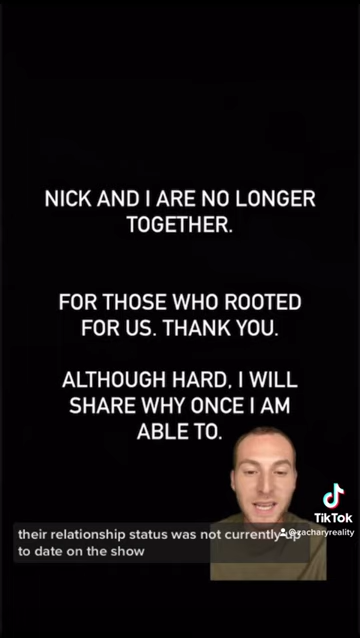 NICK AND I ARE NO LONGER
TOGETHER.
FOR THOSE WHO ROOTED
FOR US. THANK YOU.
ALTHOUGH HARD, I WILL
SHARE WHY ONCE I AM
ABLE TO.
TikTok
@zacharyreality
their relationship status was not currently up
to date on the show